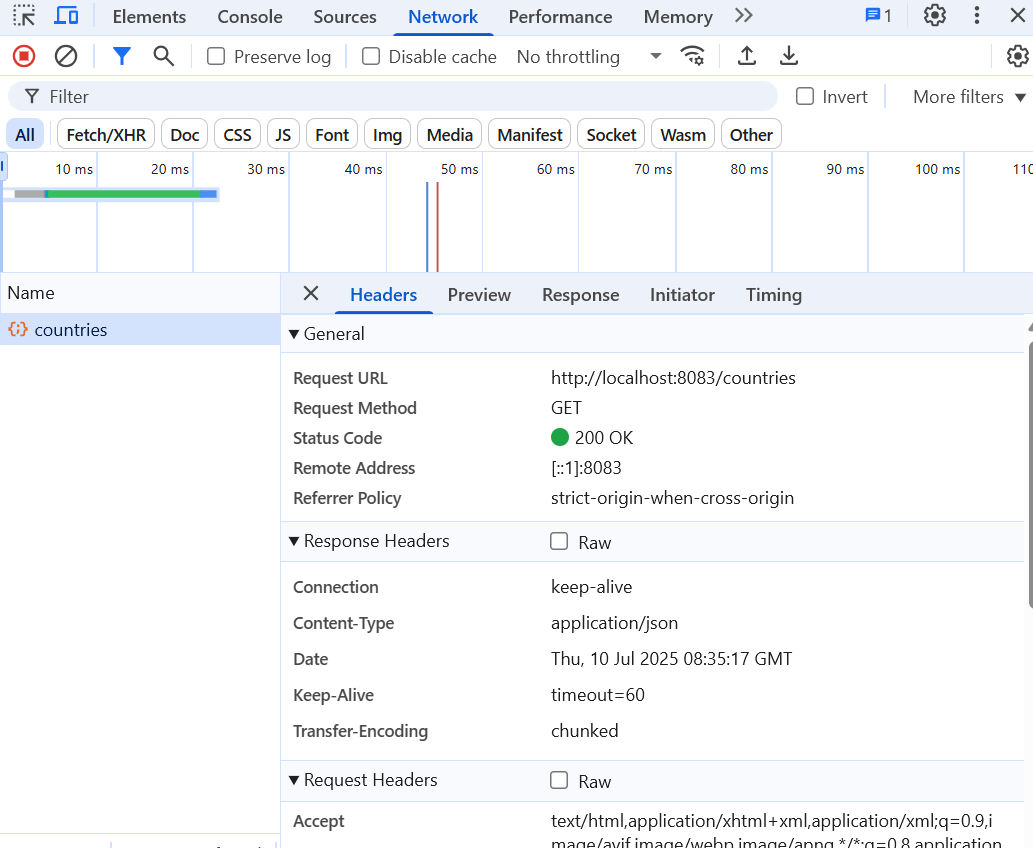 Elements Console Sources Network Performance Memory 1
Preserve log Disable cache No throttling
Filter Invert More filters
All Fetch/XHR Doc CSS JS Font Img Media Manifest Socket Wasm Other
10 ms 20 ms 30 ms 40 ms 50 ms 60 ms 70 ms 80 ms 90 ms 100 ms
Name Headers Preview Response Initiator Timing
countries
General
Request URL http://localhost:8083/countries
Request Method GET
Status Code 200 OK
Remote Address [::1]:8083
Referrer Policy strict-origin-when-cross-origin
Response Headers Raw
Connection keep-alive
Content-Type application/json
Date Thu, 10 Jul 2025 08:35:17 GMT
Keep-Alive timeout=60
Transfer-Encoding chunked
Request Headers Raw
Accept text/html,application/xhtml+xml,application/xml;q=0.9,i
mage/avif,image/webp,image/apng,*/*;q=0.8,application